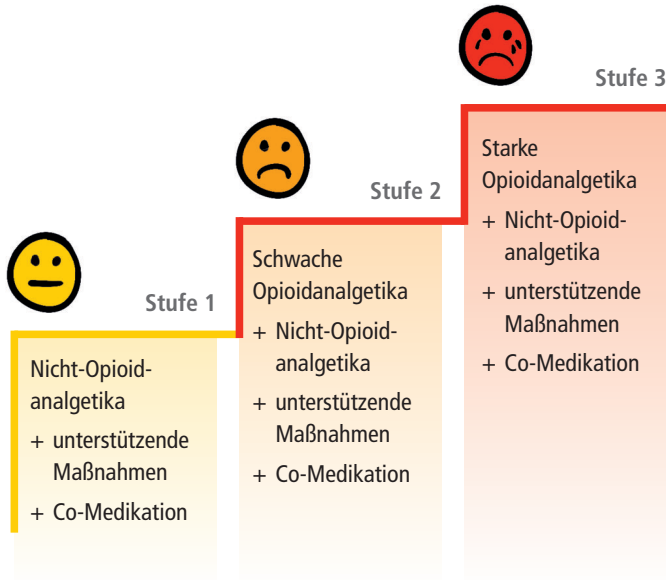 Stufe 1
Nicht-Opioid-
analgetika
+ unterstützende
Maßnahmen
+ Co-Medikation
Stufe 2
Schwache
Opioidanalgetika
+ Nicht-Opioid-
analgetika
+ unterstützende
Maßnahmen
+ Co-Medikation
Stufe 3
Starke
Opioidanalgetika
+ Nicht-Opioid-
analgetika
+ unterstützende
Maßnahmen
+ Co-Medikation